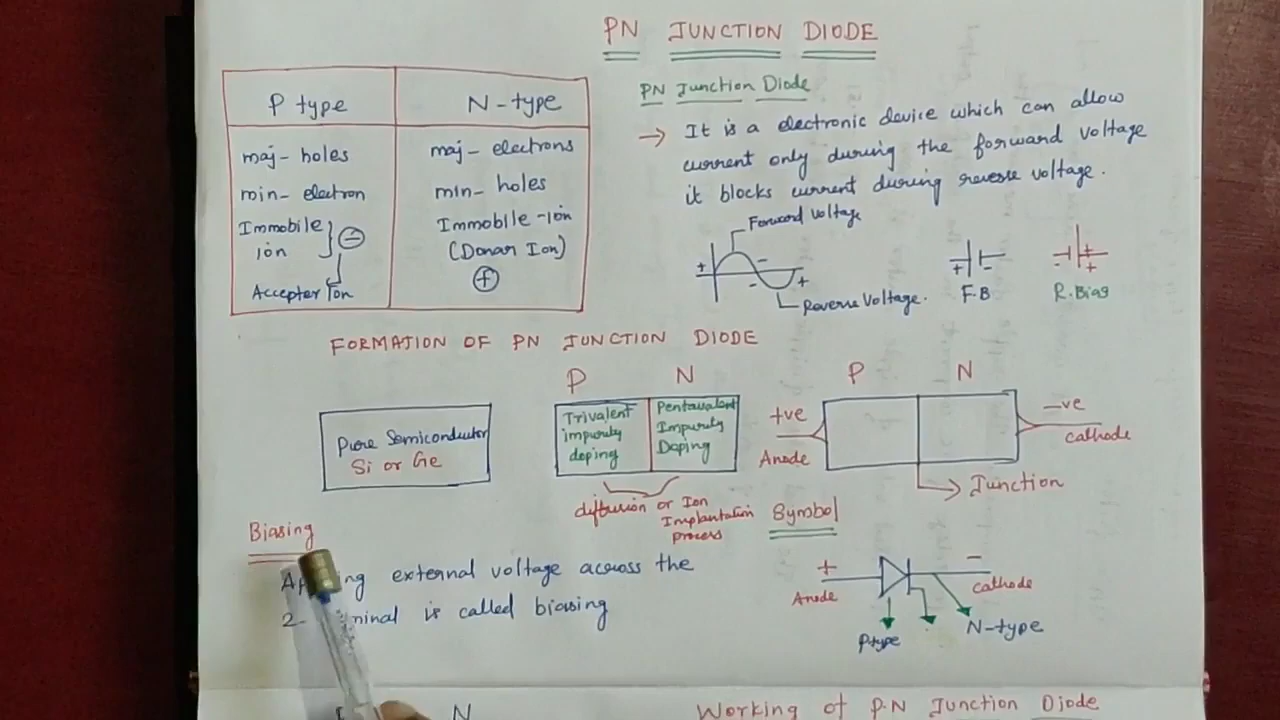 PN JUNCTION DIODE
P type
N-type
maj- holes
maj- electrons
min- electron
min- holes
Immobile
ion
Accepter Ion
Immobile-ion
(Donar Ion)
PN Junction Diode
→ It is a electronic device which can allow
current only during the forward voltage
it blocks current during reverse voltage.
Forward Voltage
Reverse Voltage.
F.B
R.Bias
FORMATION OF PN JUNCTION DIODE
Pure Semiconductor
Si or Ge
P N
Trivalent
impurity
doping
Pentavalent
Impurity
Doping
diffusion or Ion
Implantation
process
P N
+ve
Anode
-ve
cathode
Junction
Biasing
external voltage across the
2- is called biasing
Symbol
+
Anode
-
cathode
Ptype
N-type
N
Working of P-N Junction Diode